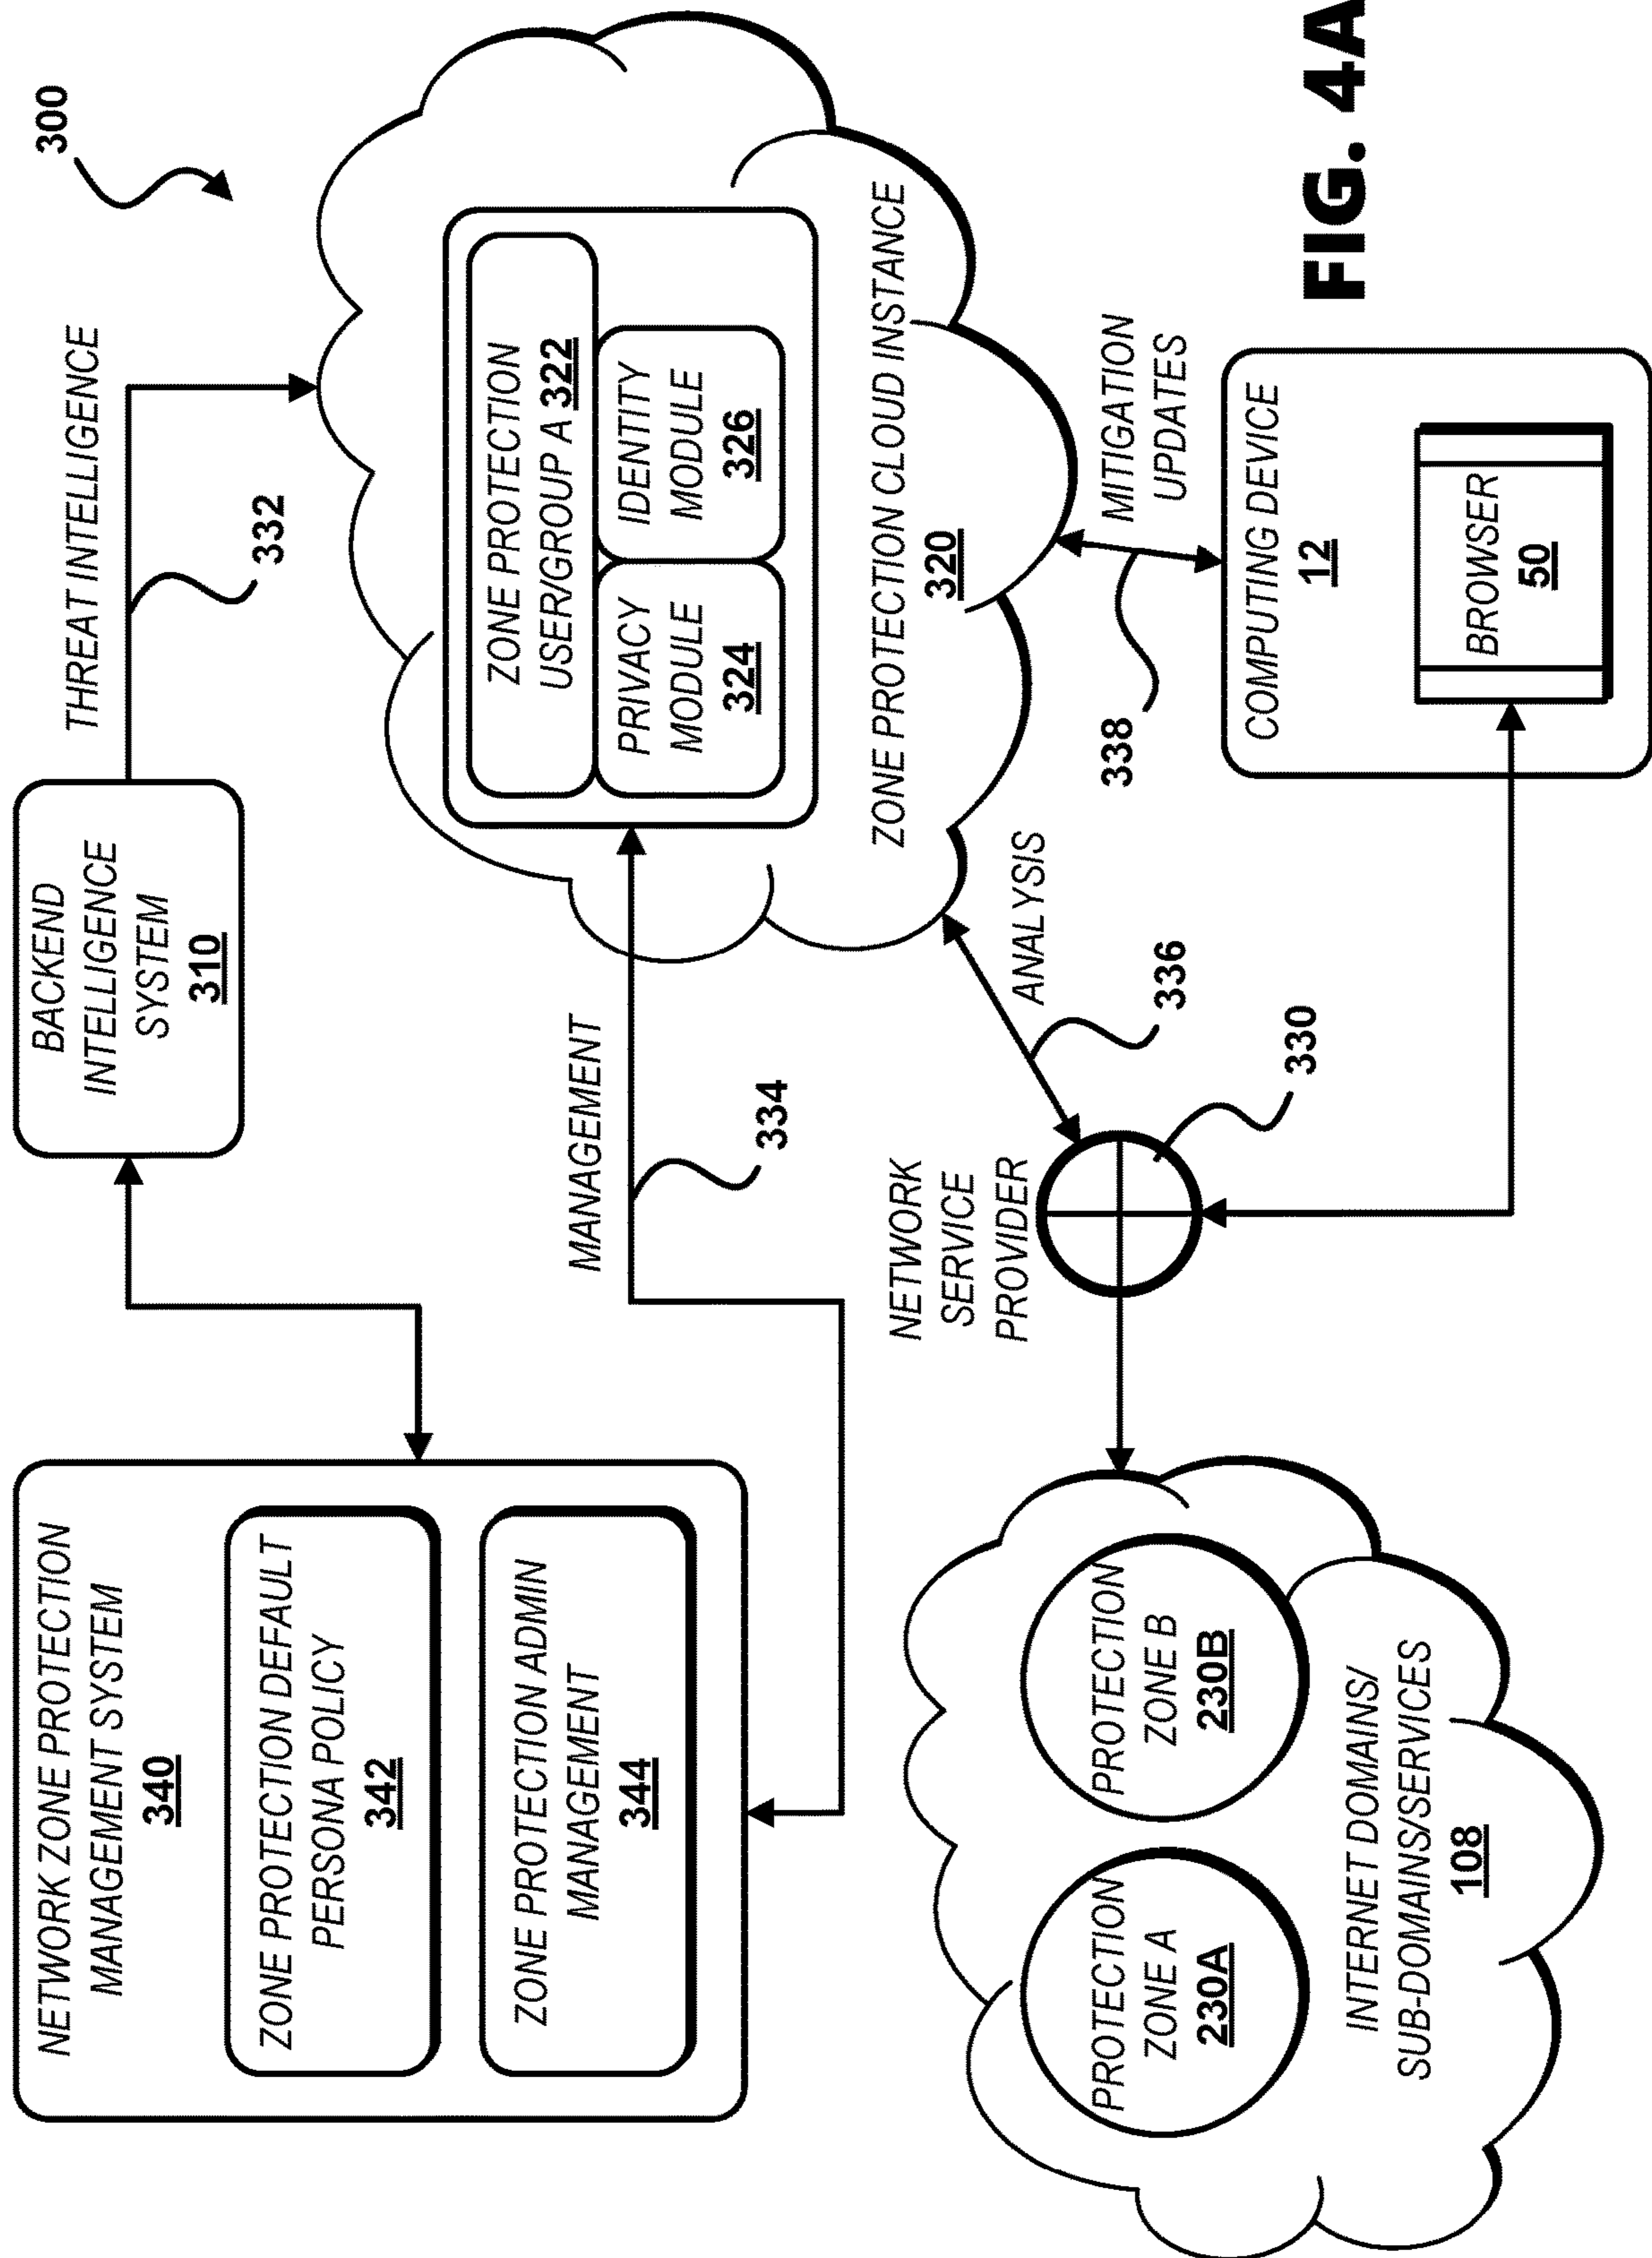 300
NETWORK ZONE PROTECTION
MANAGEMENT SYSTEM
340
ZONE PROTECTION DEFAULT
PERSONA POLICY
342
ZONE PROTECTION ADMIN
MANAGEMENT
344
BACKEND
INTELLIGENCE
SYSTEM
310
THREAT INTELLIGENCE
332
MANAGEMENT
334
ZONE PROTECTION
USER/GROUP A 322
PRIVACY
MODULE
324
IDENTITY
MODULE
326
ZONE PROTECTION CLOUD INSTANCE
320
NETWORK
SERVICE
PROVIDER
330
ANALYSIS
336
MITIGATION
UPDATES
338
PROTECTION
ZONE A
230A
PROTECTION
ZONE B
230B
INTERNET DOMAINS/
SUB-DOMAINS/SERVICES
108
COMPUTING DEVICE
12
BROWSER
50
FIG. 4A